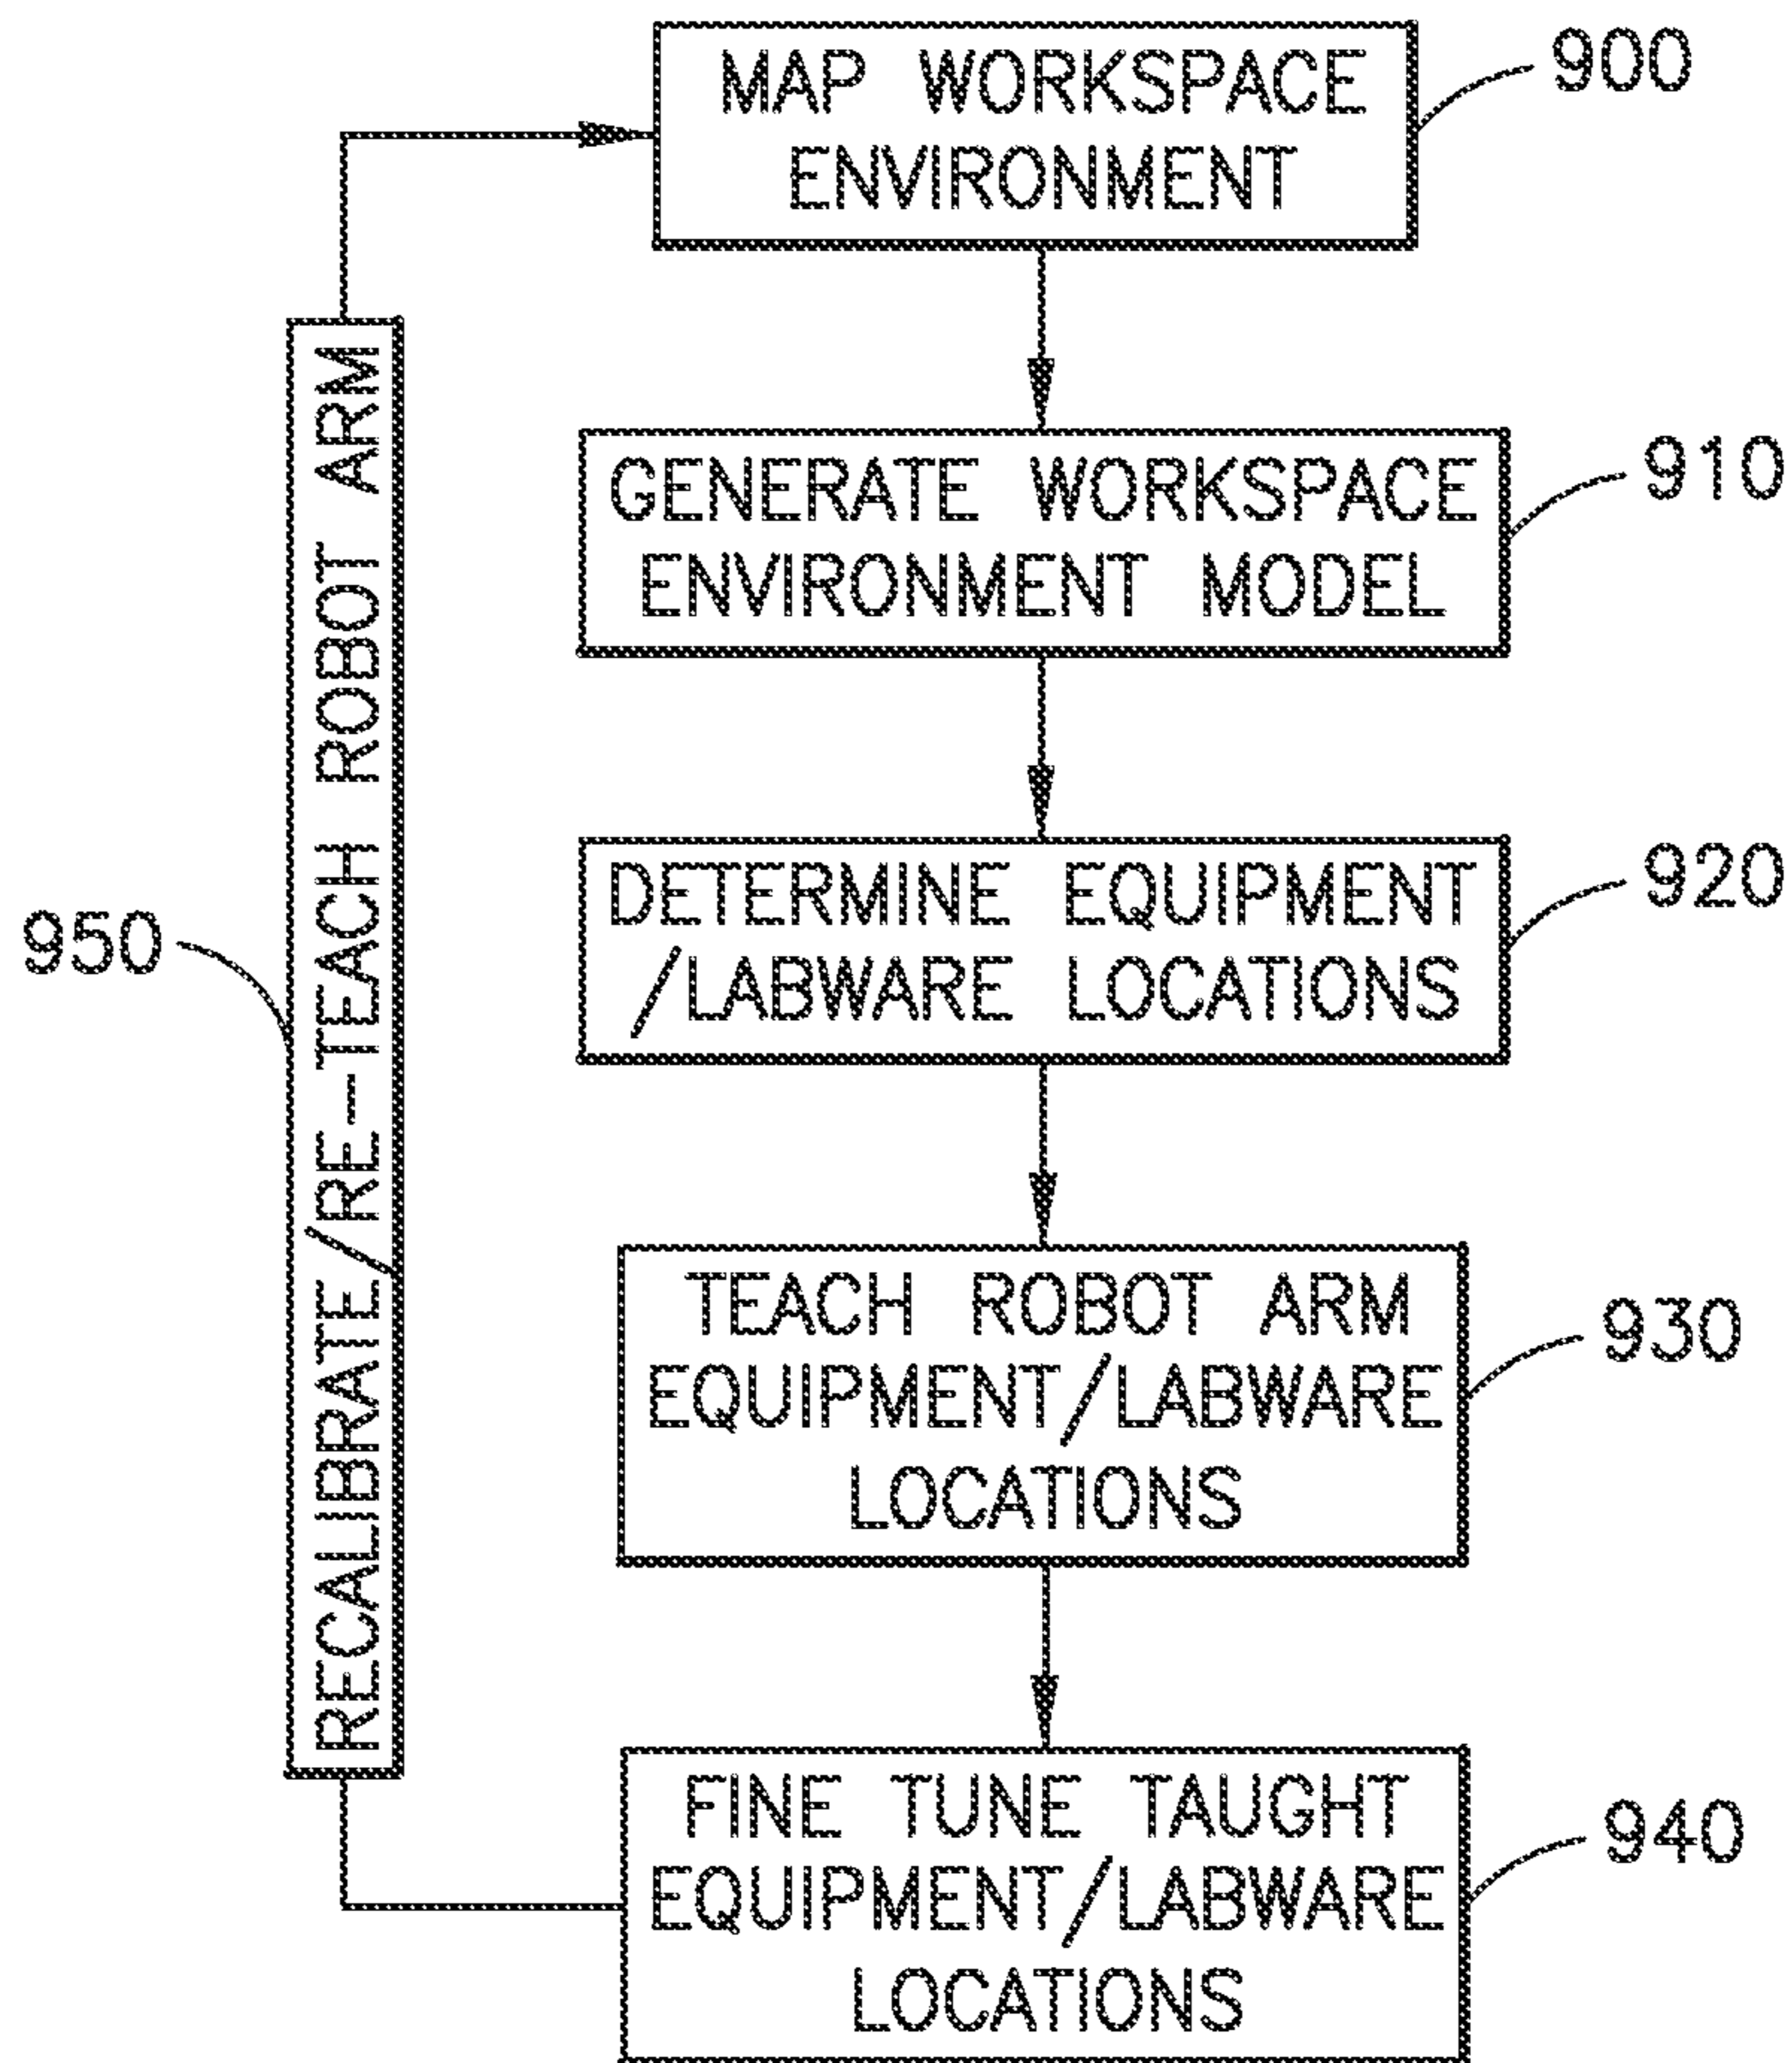 MAP WORKSPACE
ENVIRONMENT
900
GENERATE WORKSPACE
ENVIRONMENT MODEL
910
DETERMINE EQUIPMENT
/LABWARE LOCATIONS
920
TEACH ROBOT ARM
EQUIPMENT/LABWARE
LOCATIONS
930
FINE TUNE TAUGHT
EQUIPMENT/LABWARE
LOCATIONS
940
RECALIBRATE/RE-TEACH ROBOT ARM
950